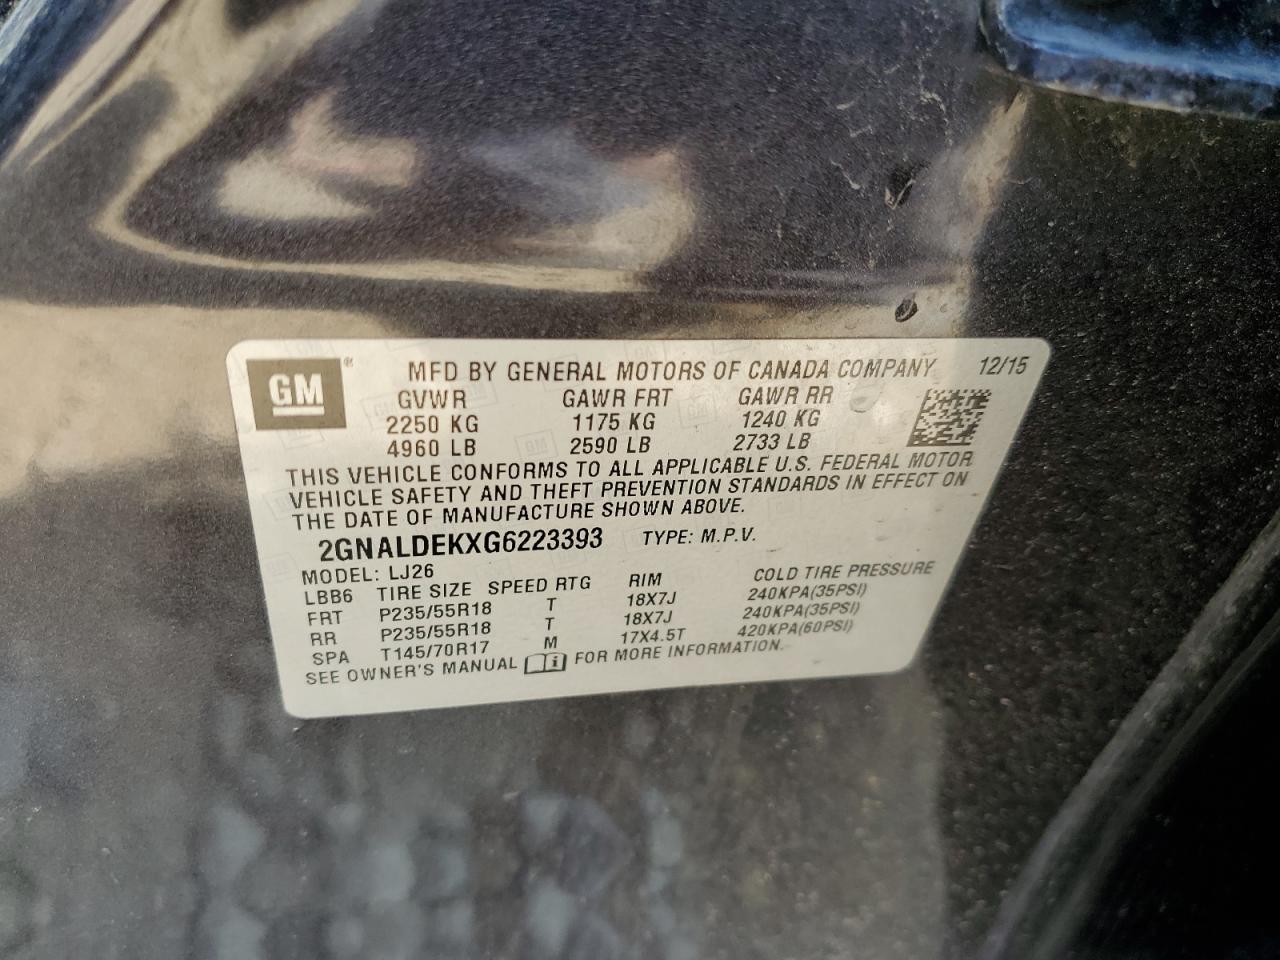 GM ® MFD BY GENERAL MOTORS OF CANADA COMPANY 12/15
GVWR GAWR FRT GAWR RR
2250 KG 1175 KG 1240 KG
4960 LB 2590 LB 2733 LB
THIS VEHICLE CONFORMS TO ALL APPLICABLE U.S. FEDERAL MOTOR
VEHICLE SAFETY AND THEFT PREVENTION STANDARDS IN EFFECT ON
THE DATE OF MANUFACTURE SHOWN ABOVE.
2GNALDEKXG6223393 TYPE: M.P.V.
MODEL: LJ26
LBB6 TIRE SIZE SPEED RTG RIM COLD TIRE PRESSURE
FRT P235/55R18 T 18X7J 240KPA(35PSI)
RR P235/55R18 T 18X7J 240KPA(35PSI)
SPA T145/70R17 M 17X4.5T 420KPA(60PSI)
SEE OWNER'S MANUAL FOR MORE INFORMATION.